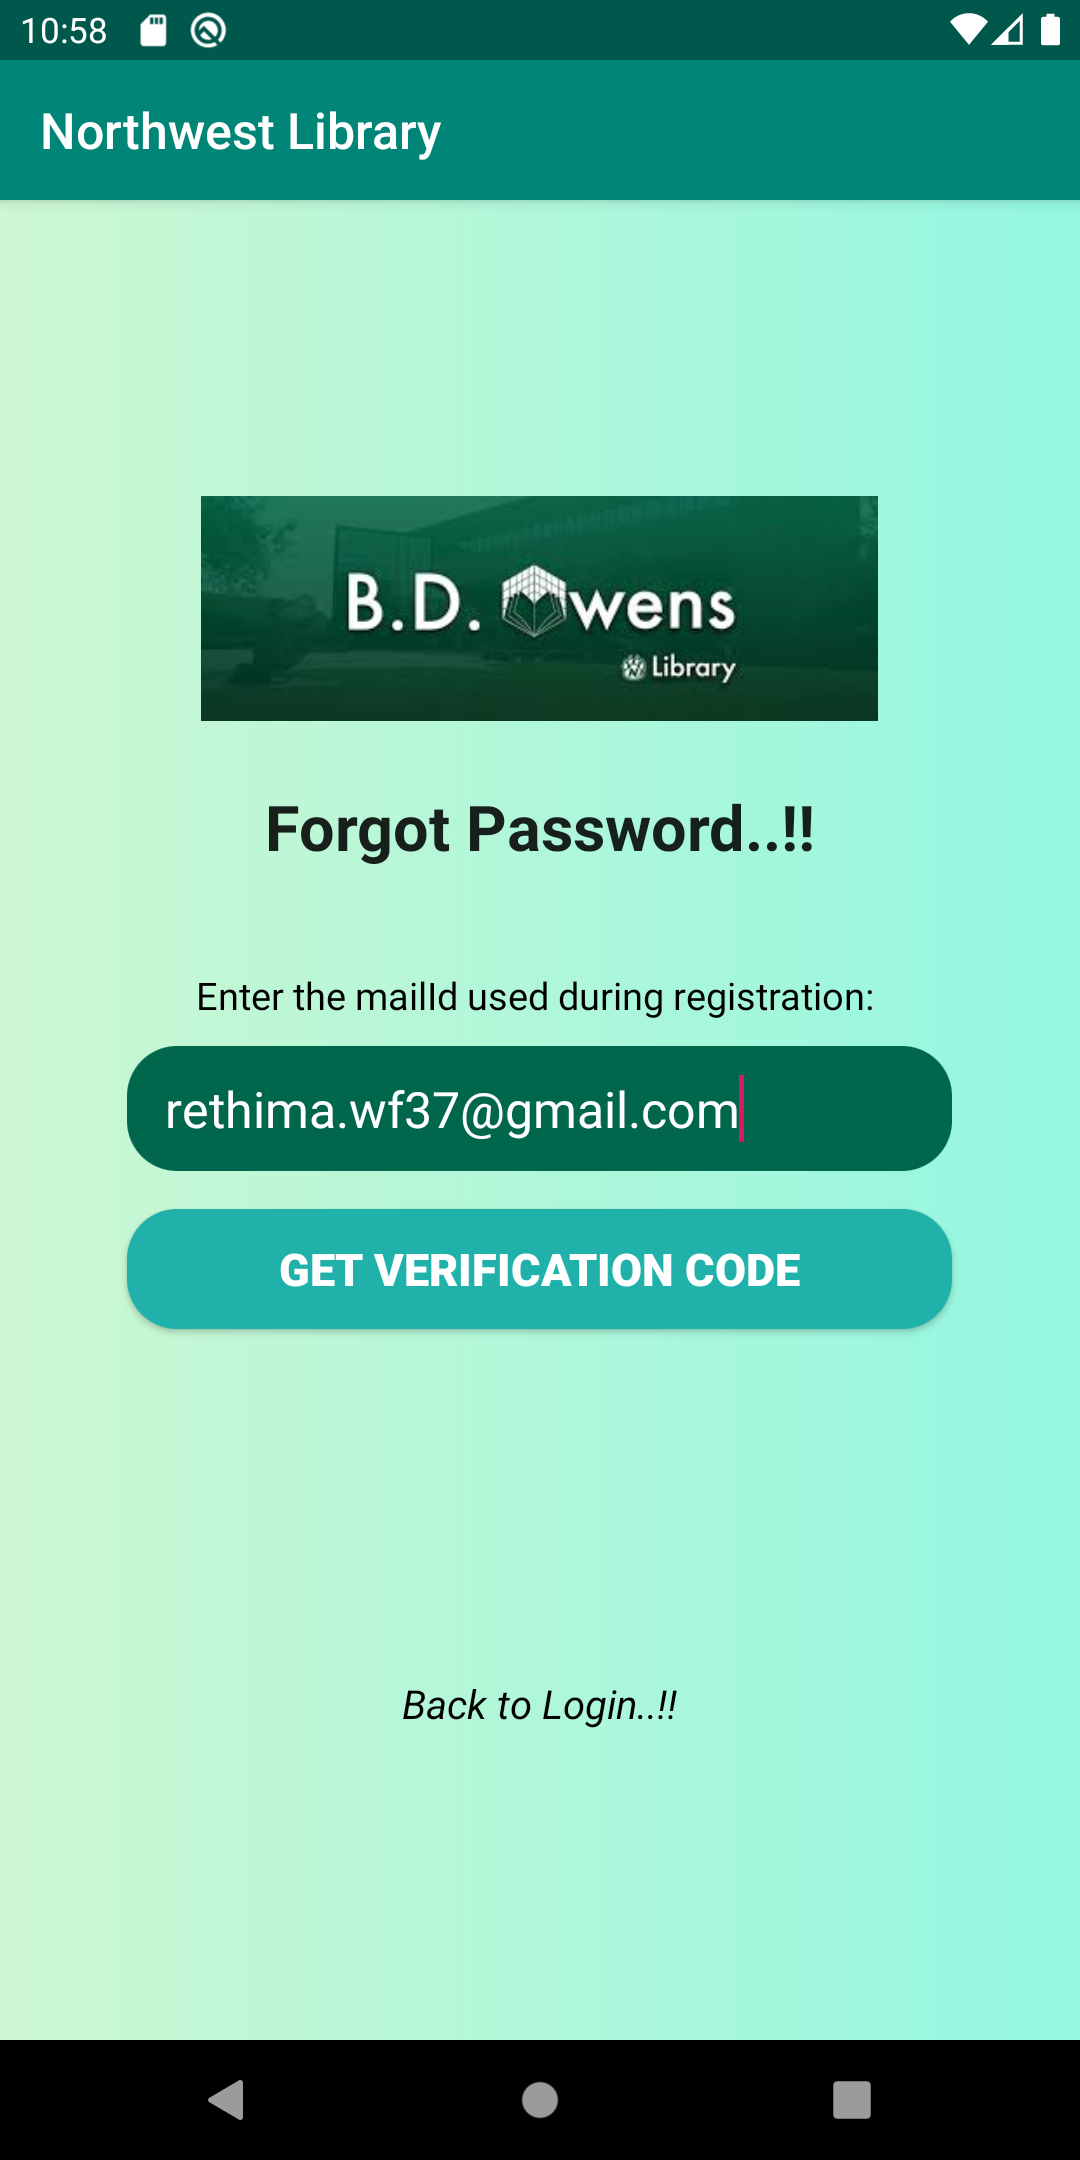 10:58
Northwest Library
B.D. Owens
Library
Forgot Password..!!
Enter the mailId used during registration:
rethima.wf37@gmail.com
GET VERIFICATION CODE
Back to Login..!!